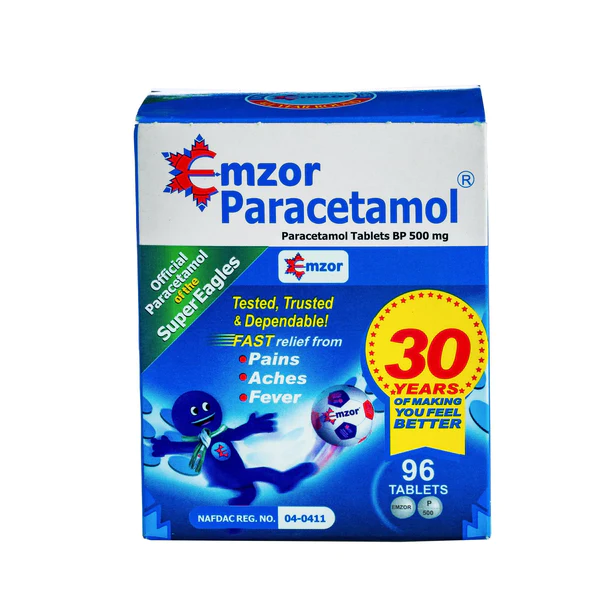 Emzor
Paracetamol ®
Paracetamol Tablets BP 500 mg
Emzor
Official
Paracetamol
of the
Super Eagles
Tested, Trusted
& Dependable!
FAST relief from
•Pains
•Aches
•Fever
Emzor
30
YEARS
OF MAKING
YOU FEEL
BETTER
96
TABLETS
EMZOR
P
500
NAFDAC REG. NO. 04-0411